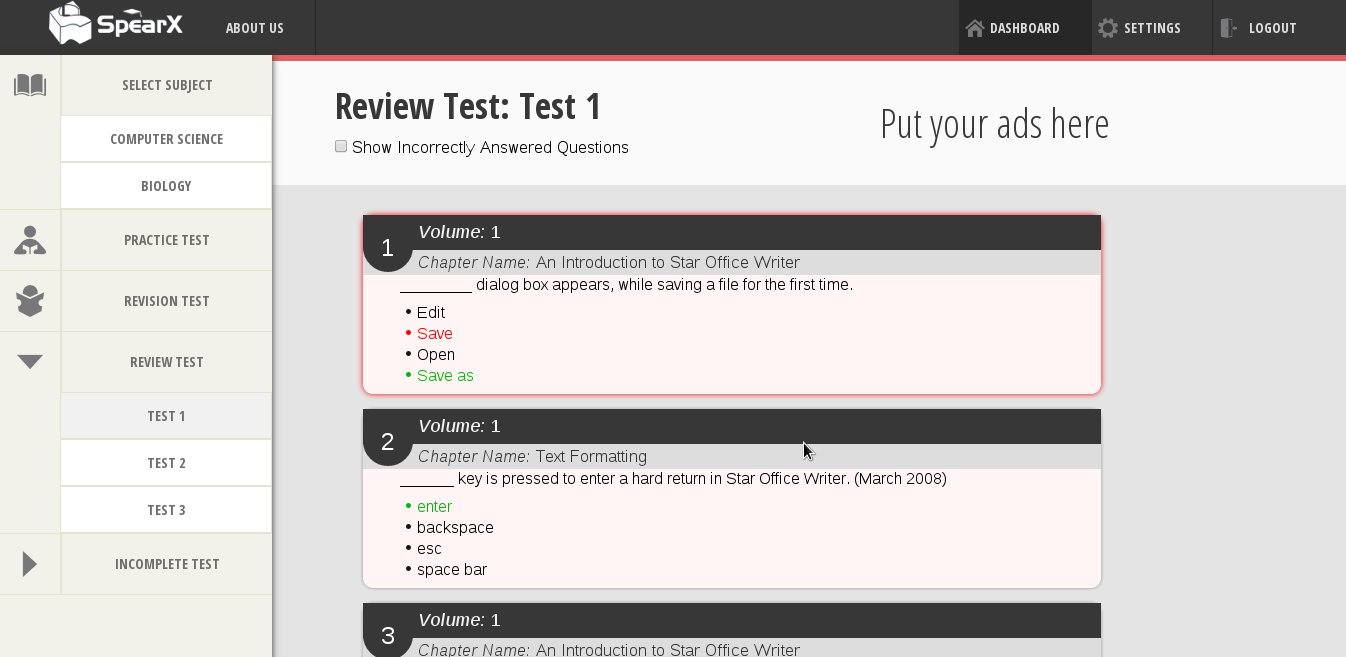 SpearX
ABOUT US
DASHBOARD
SETTINGS
LOGOUT
SELECT SUBJECT
COMPUTER SCIENCE
BIOLOGY
PRACTICE TEST
REVISION TEST
REVIEW TEST
TEST 1
TEST 2
TEST 3
INCOMPLETE TEST
Review Test: Test 1
Show Incorrectly Answered Questions
Put your ads here
1
Volume: 1
Chapter Name: An Introduction to Star Office Writer
________ dialog box appears, while saving a file for the first time.
• Edit
• Save
• Open
• Save as
2
Volume: 1
Chapter Name: Text Formatting
______ key is pressed to enter a hard return in Star Office Writer. (March 2008)
• enter
• backspace
• esc
• space bar
3
Volume: 1
Chapter Name: An Introduction to Star Office Writer